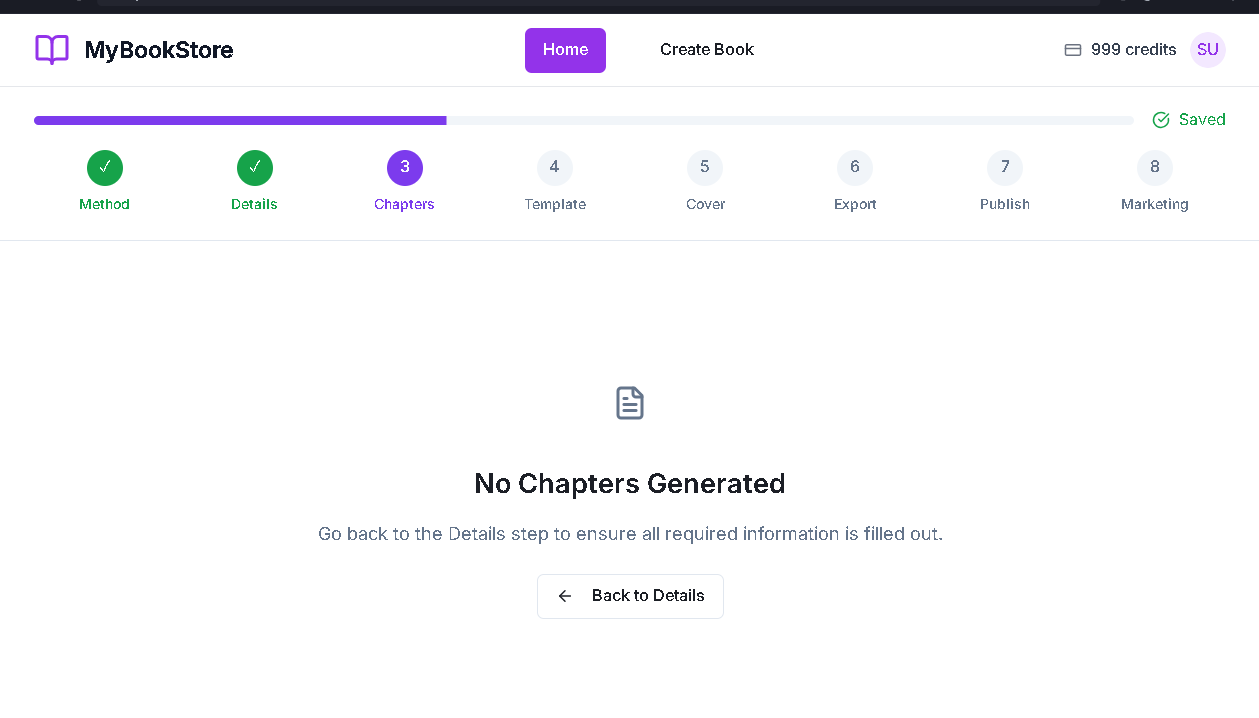 MyBookStore
Home
Create Book
999 credits
SU
Saved
✓ ✓ 3 4 5 6 7 8
Method Details Chapters Template Cover Export Publish Marketing
No Chapters Generated
Go back to the Details step to ensure all required information is filled out.
← Back to Details